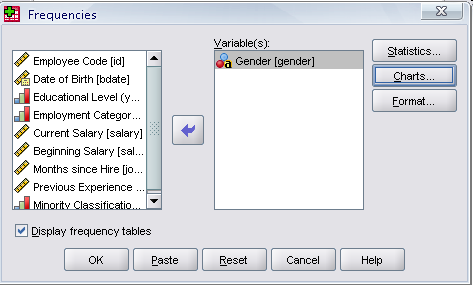 Frequencies
Variable(s):
Employee Code [id]
Date of Birth [bdate]
Educational Level (y...
Employment Categor...
Current Salary [salary]
Beginning Salary [sal...
Months since Hire [jo...
Previous Experience ...
Minority Classificatio...
Gender [gender]
Statistics...
Charts...
Format...
Display frequency tables
OK
Paste
Reset
Cancel
Help